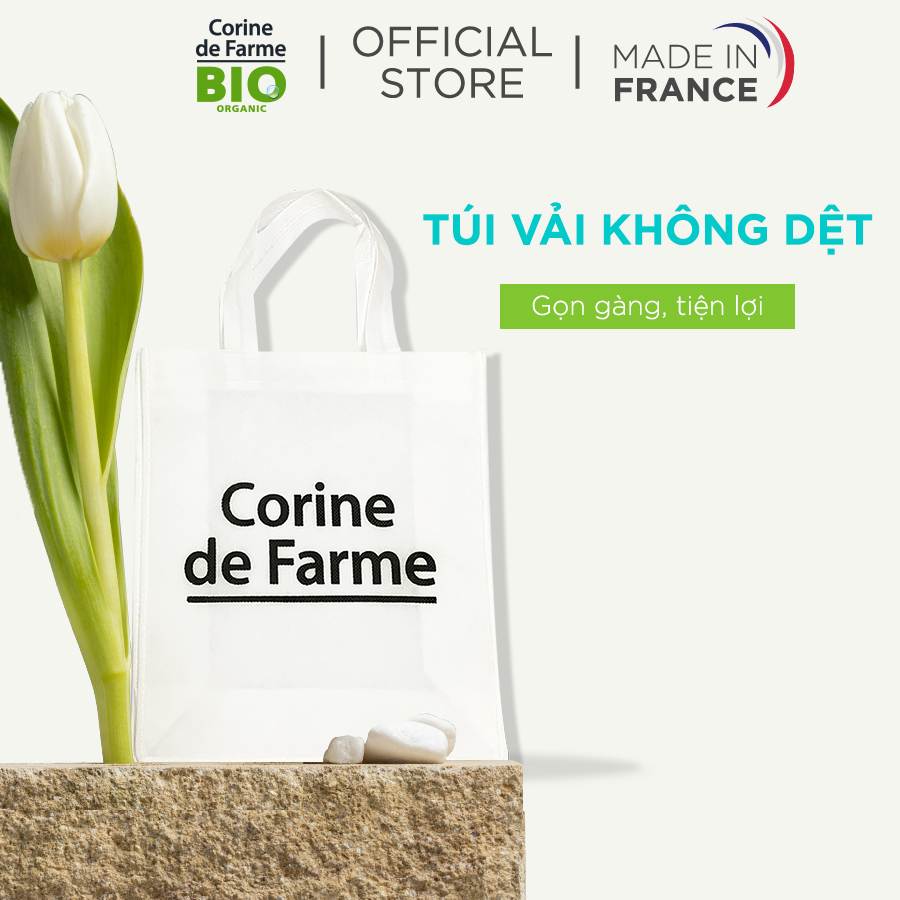 Corine
de Farme
BIO
ORGANIC
OFFICIAL
STORE
MADE IN
FRANCE
TÚI VẢI KHÔNG DỆT
Gọn gàng, tiện lợi
Corine
de Farme